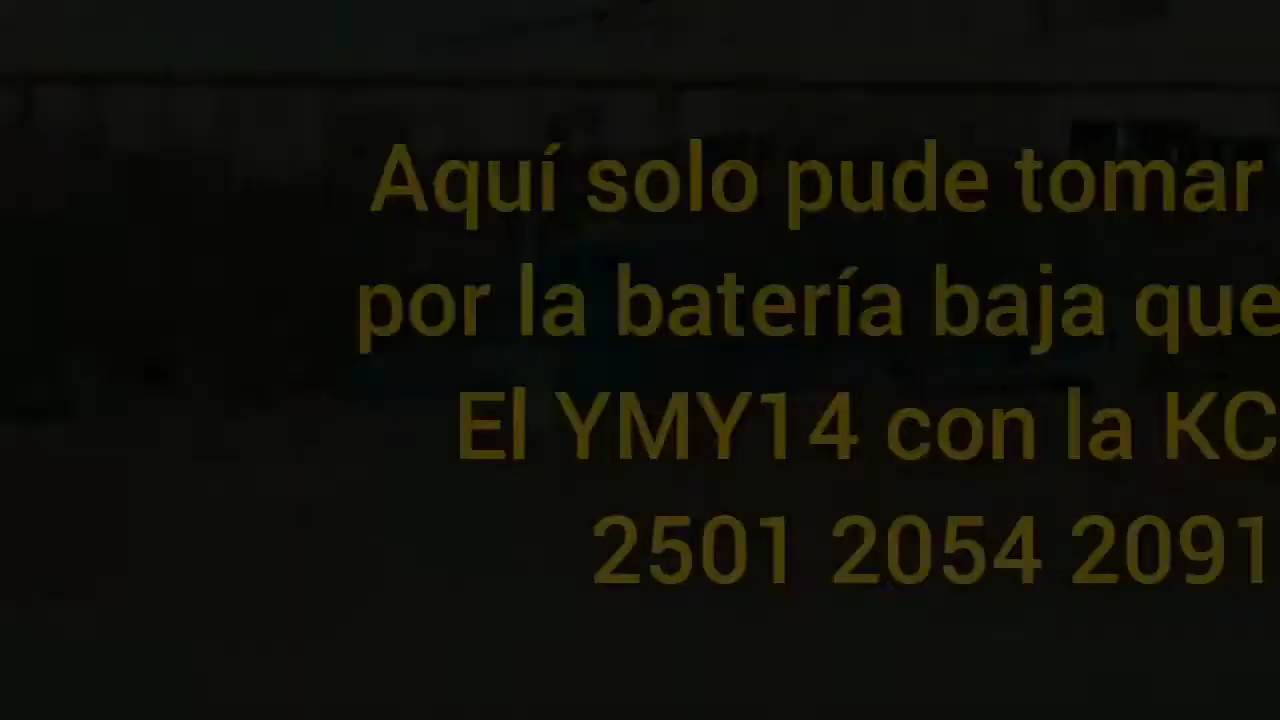 Aquí solo pude tomar
por la batería baja que
El YMY14 con la KC
2501 2054 2091